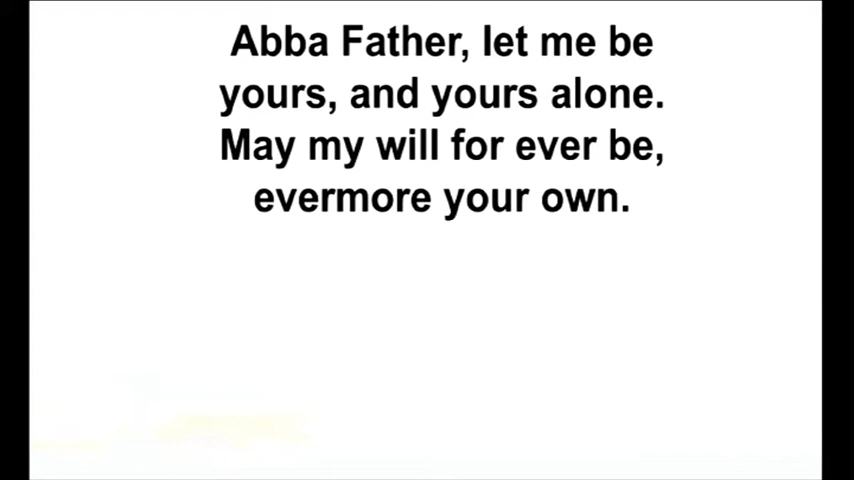 Abba Father, let me be
yours, and yours alone.
May my will for ever be,
evermore your own.